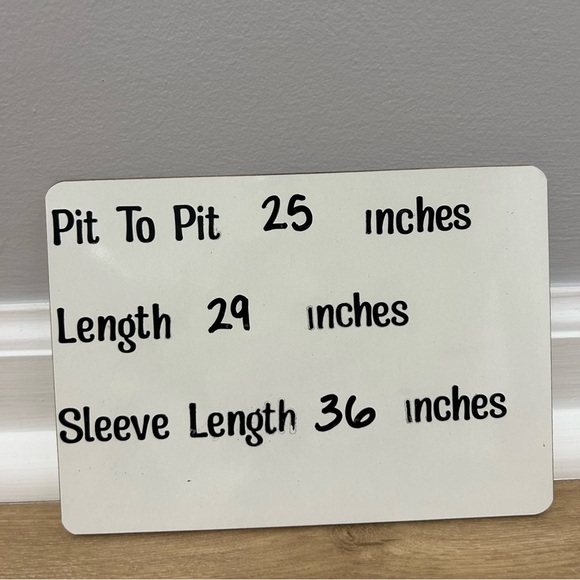 Pit To Pit 25 inches
Length 29 inches
Sleeve Length 36 inches